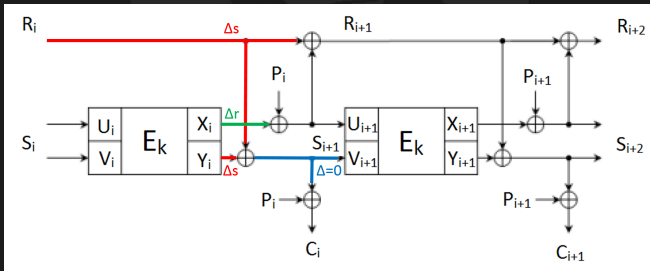 Ri Δs Ri+1 Ri+2
Pi Pi+1
Δr
Ui Ek Xi Ui+1 Ek Xi+1
Si Si+1 Si+2
Vi Yi Vi+1 Yi+1
Δs Δ=0
Pi Pi+1
Ci Ci+1